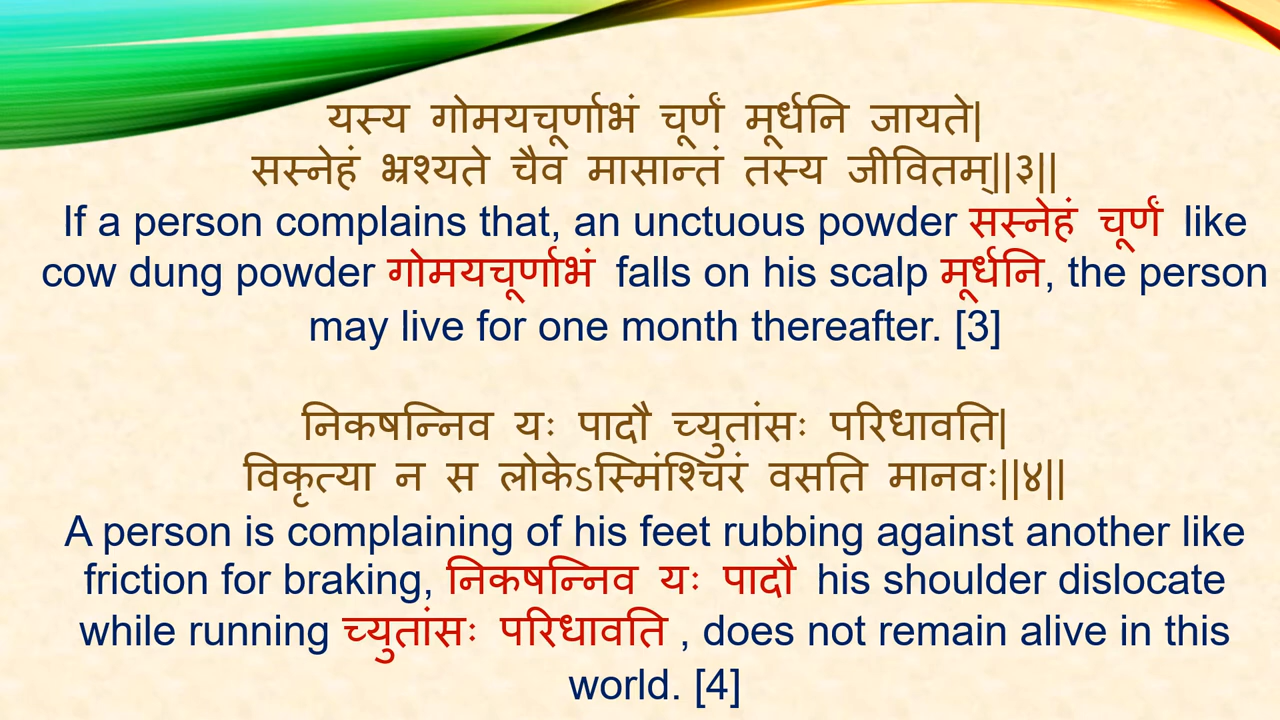 यस्य गोमयचूर्णाभं चूर्णं मूर्धनि जायते|
सस्नेहं भ्रश्यते चैव मासान्तं तस्य जीवितम्||३||
If a person complains that, an unctuous powder सस्नेहं चूर्णं like
cow dung powder गोमयचूर्णाभं falls on his scalp मूर्धनि, the person
may live for one month thereafter. [3]
निकषन्निव यः पादौ च्युतांसः परिधावति|
विकृत्या न स लोकेऽस्मिंश्चिरं वसति मानवः||४||
A person is complaining of his feet rubbing against another like
friction for braking, निकषन्निव यः पादौ his shoulder dislocate
while running च्युतांसः परिधावति , does not remain alive in this
world. [4]